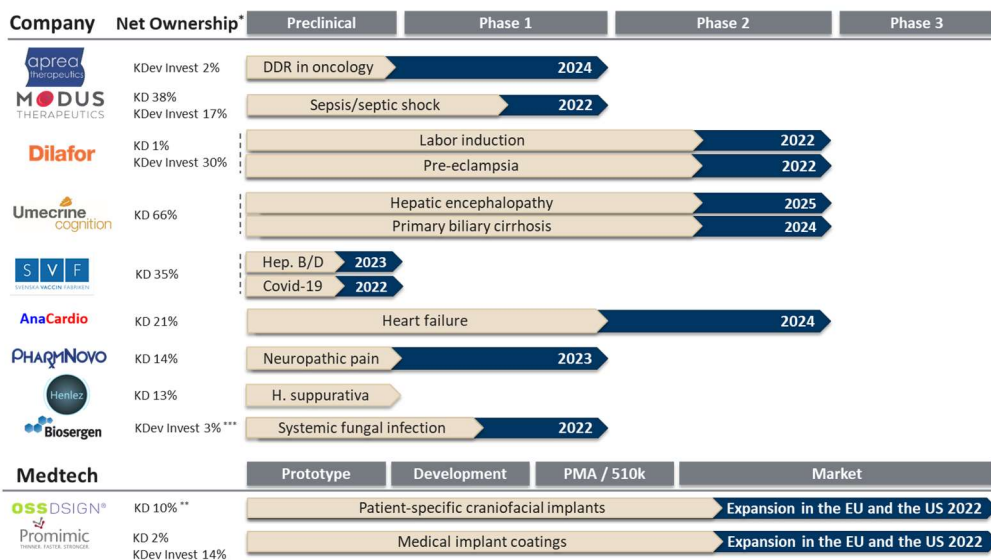 Company Net Ownership* Preclinical Phase 1 Phase 2 Phase 3
aprea
therapeutics
KDev Invest 2%
DDR in oncology 2024
MODUS
THERAPEUTICS
KD 38%
KDev Invest 17%
Sepsis/septic shock 2022
Dilafor
KD 1%
KDev Invest 30%
Labor induction 2022
Pre-eclampsia 2022
Umecrine
cognition
KD 66%
Hepatic encephalopathy 2025
Primary biliary cirrhosis 2024
SVF
SVENSKA VACCIN FABRIKEN
KD 35%
Hep. B/D 2023
Covid-19 2022
AnaCardio KD 21% Heart failure 2024
PHARMNOVO KD 14% Neuropathic pain 2023
Henlez KD 13% H. suppurativa
Biosergen KDev Invest 3% *** Systemic fungal infection 2022
Medtech Prototype Development PMA / 510k Market
OSSDSIGN® KD 10% ** Patient-specific craniofacial implants Expansion in the EU and the US 2022
Promimic
THINNER. FASTER. STRONGER.
KD 2%
KDev Invest 14%
Medical implant coatings Expansion in the EU and the US 2022